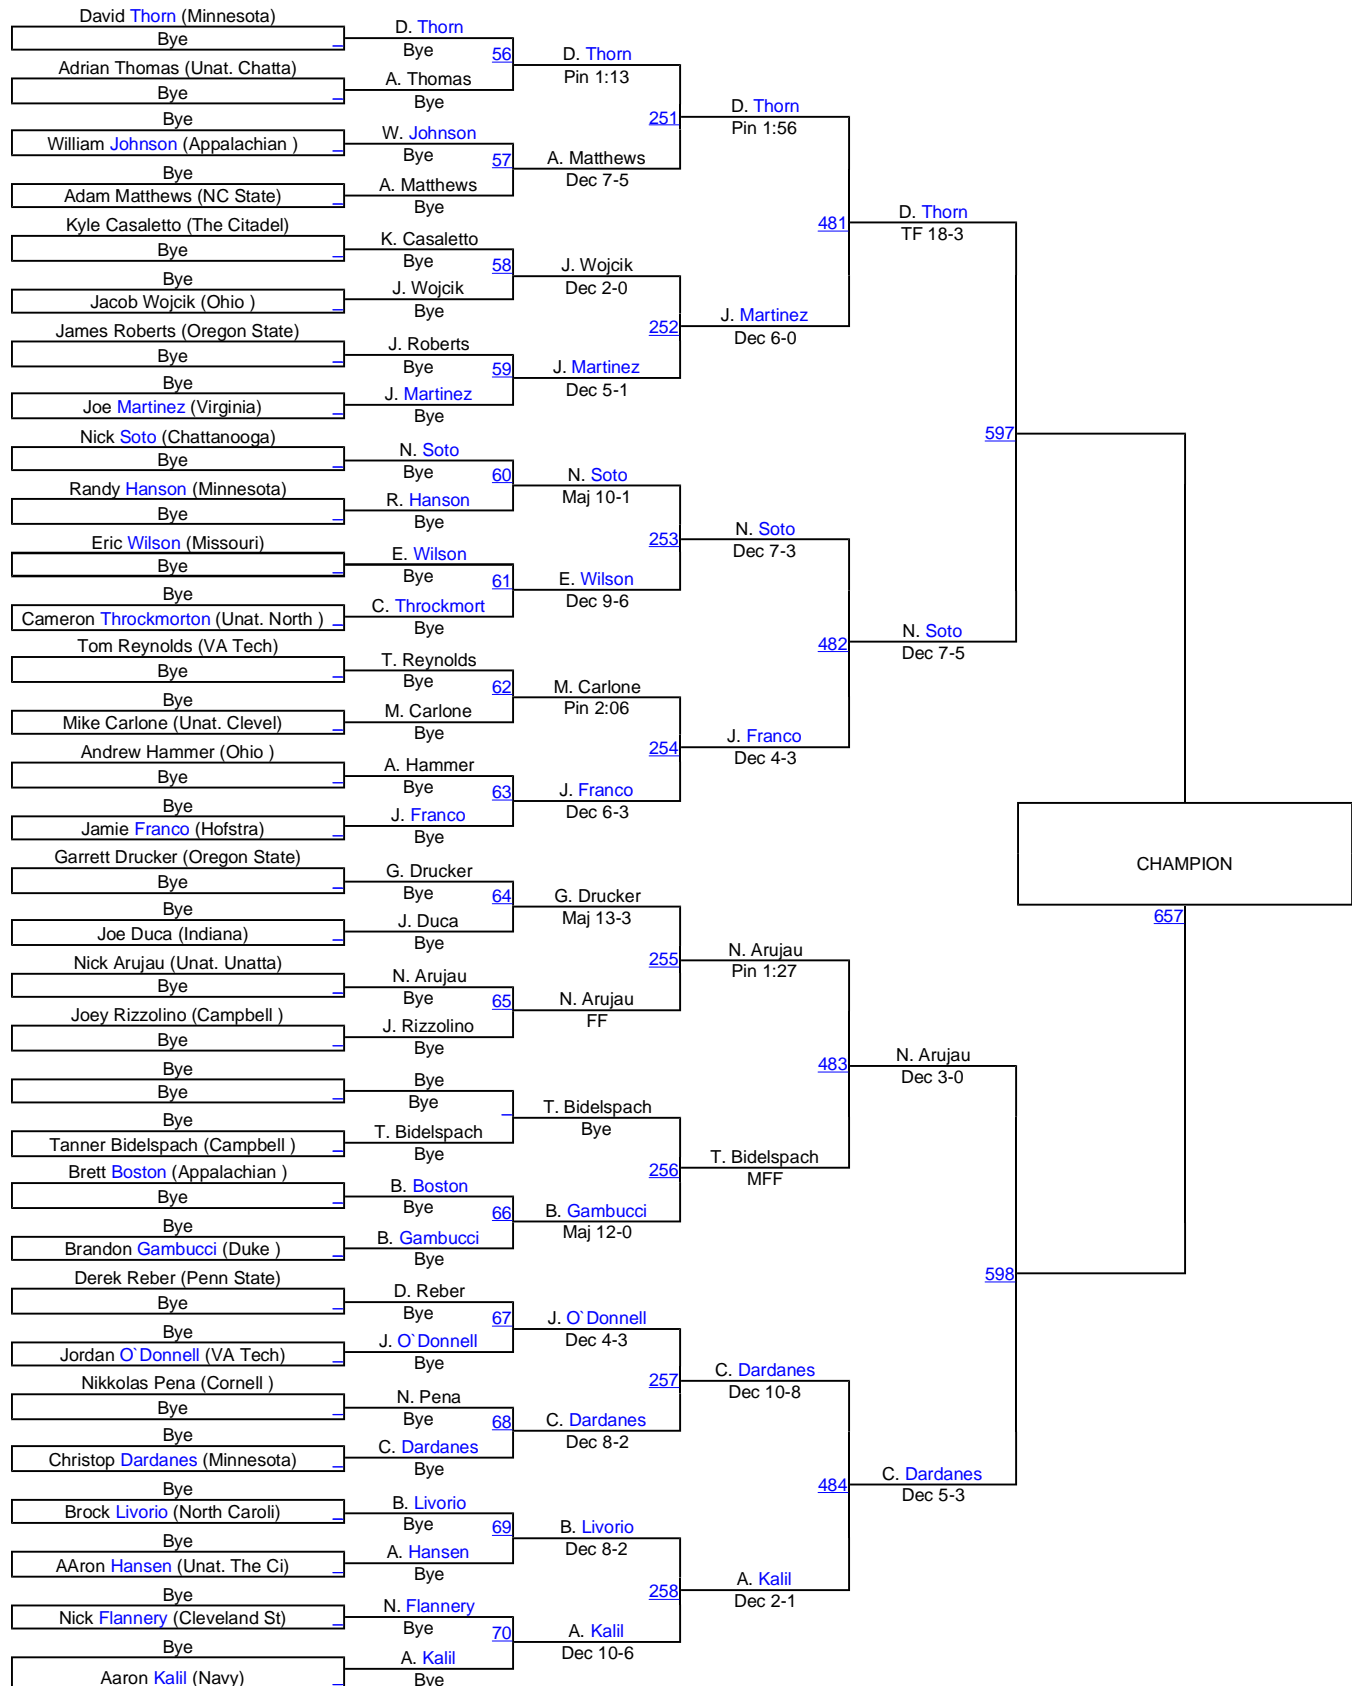 David Thorn (Minnesota)
Bye
Adrian Thomas (Unat. Chatta)
Bye
Bye
William Johnson (Appalachian )
Bye
Adam Matthews (NC State)
Kyle Casaletto (The Citadel)
Bye
Bye
Jacob Wojcik (Ohio )
James Roberts (Oregon State)
Bye
Bye
Joe Martinez (Virginia)
Nick Soto (Chattanooga)
Bye
Randy Hanson (Minnesota)
Bye
Eric Wilson (Missouri)
Bye
Bye
Cameron Throckmorton (Unat. North )
Tom Reynolds (VA Tech)
Bye
Bye
Mike Carlone (Unat. Clevel)
Andrew Hammer (Ohio )
Bye
Bye
Jamie Franco (Hofstra)
Garrett Drucker (Oregon State)
Bye
Bye
Joe Duca (Indiana)
Nick Arujau (Unat. Unatta)
Bye
Joey Rizzolino (Campbell )
Bye
Bye
Bye
Bye
Tanner Bidelspach (Campbell )
Brett Boston (Appalachian )
Bye
Bye
Brandon Gambucci (Duke )
Derek Reber (Penn State)
Bye
Bye
Jordan O`Donnell (VA Tech)
Nikkolas Pena (Cornell )
Bye
Bye
Christop Dardanes (Minnesota)
Bye
Brock Livorio (North Caroli)
Bye
AAron Hansen (Unat. The Ci)
Bye
Nick Flannery (Cleveland St)
Bye
Aaron Kalil (Navy)
D. Thorn
Bye
56
A. Thomas
Bye
W. Johnson
Bye
57
A. Matthews
Bye
K. Casaletto
Bye
58
J. Wojcik
Bye
J. Roberts
Bye
59
J. Martinez
Bye
N. Soto
Bye
60
R. Hanson
Bye
E. Wilson
Bye
61
C. Throckmort
Bye
T. Reynolds
Bye
62
M. Carlone
Bye
A. Hammer
Bye
63
J. Franco
Bye
G. Drucker
Bye
64
J. Duca
Bye
N. Arujau
Bye
65
J. Rizzolino
Bye
Bye
Bye
T. Bidelspach
Bye
B. Boston
Bye
66
B. Gambucci
Bye
D. Reber
Bye
67
J. O`Donnell
Bye
N. Pena
Bye
68
C. Dardanes
Bye
B. Livorio
Bye
69
A. Hansen
Bye
N. Flannery
Bye
70
A. Kalil
Bye
D. Thorn
Pin 1:13
251
A. Matthews
Dec 7-5
J. Wojcik
Dec 2-0
252
J. Martinez
Dec 5-1
N. Soto
Maj 10-1
253
E. Wilson
Dec 9-6
M. Carlone
Pin 2:06
254
J. Franco
Dec 6-3
G. Drucker
Maj 13-3
255
N. Arujau
FF
T. Bidelspach
Bye
256
B. Gambucci
Maj 12-0
J. O`Donnell
Dec 4-3
257
C. Dardanes
Dec 8-2
B. Livorio
Dec 8-2
258
A. Kalil
Dec 10-6
D. Thorn
Pin 1:56
481
J. Martinez
Dec 6-0
N. Soto
Dec 7-3
482
J. Franco
Dec 4-3
N. Arujau
Pin 1:27
483
T. Bidelspach
MFF
C. Dardanes
Dec 10-8
484
A. Kalil
Dec 2-1
D. Thorn
TF 18-3
597
N. Soto
Dec 7-5
N. Arujau
Dec 3-0
598
C. Dardanes
Dec 5-3
CHAMPION
657